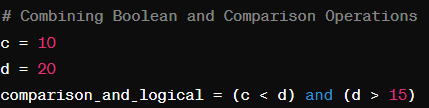 # Combining Boolean and Comparison Operations
c = 10
d = 20
comparison_and_logical = (c < d) and (d > 15)